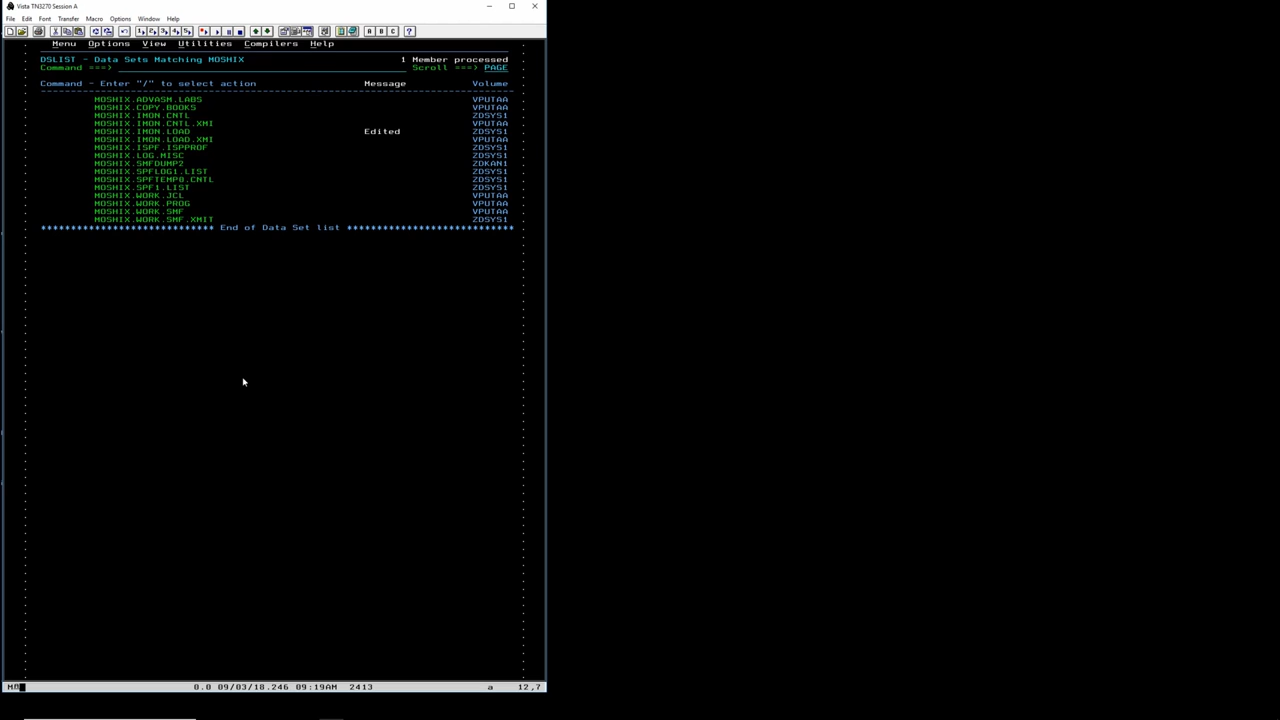 Vista TN3270 Session A
File Edit Font Transfer Macro Options Window Help
Menu Options View Utilities Compilers Help
DSLIST - Data Sets Matching MOSHIX 1 Member processed
Command ===> Scroll ===> PAGE
Command - Enter "/" to select action Message Volume
MOSHIX.ADVASM.LABS VPUTAA
MOSHIX.COPY.BOOKS VPUTAA
MOSHIX.IMON.CNTL ZDSYS1
MOSHIX.IMON.CNTL.XMI VPUTAA
MOSHIX.IMON.LOAD Edited ZDSYS1
MOSHIX.IMON.LOAD.XMI VPUTAA
MOSHIX.ISPF.ISPPROF ZDSYS1
MOSHIX.LOG.MISC ZDSYS1
MOSHIX.SMFDUMP2 ZDKAN1
MOSHIX.SPFLOG1.LIST ZDSYS1
MOSHIX.SPFTEMP0.CNTL ZDSYS1
MOSHIX.SPF1.LIST ZDSYS1
MOSHIX.WORK.JCL VPUTAA
MOSHIX.WORK.PROG VPUTAA
MOSHIX.WORK.SMF VPUTAA
MOSHIX.WORK.SMF.XMIT ZDSYS1
**************************** End of Data Set list ****************************
0.0 09/03/18.246 09:19AM 2413 a 12,7